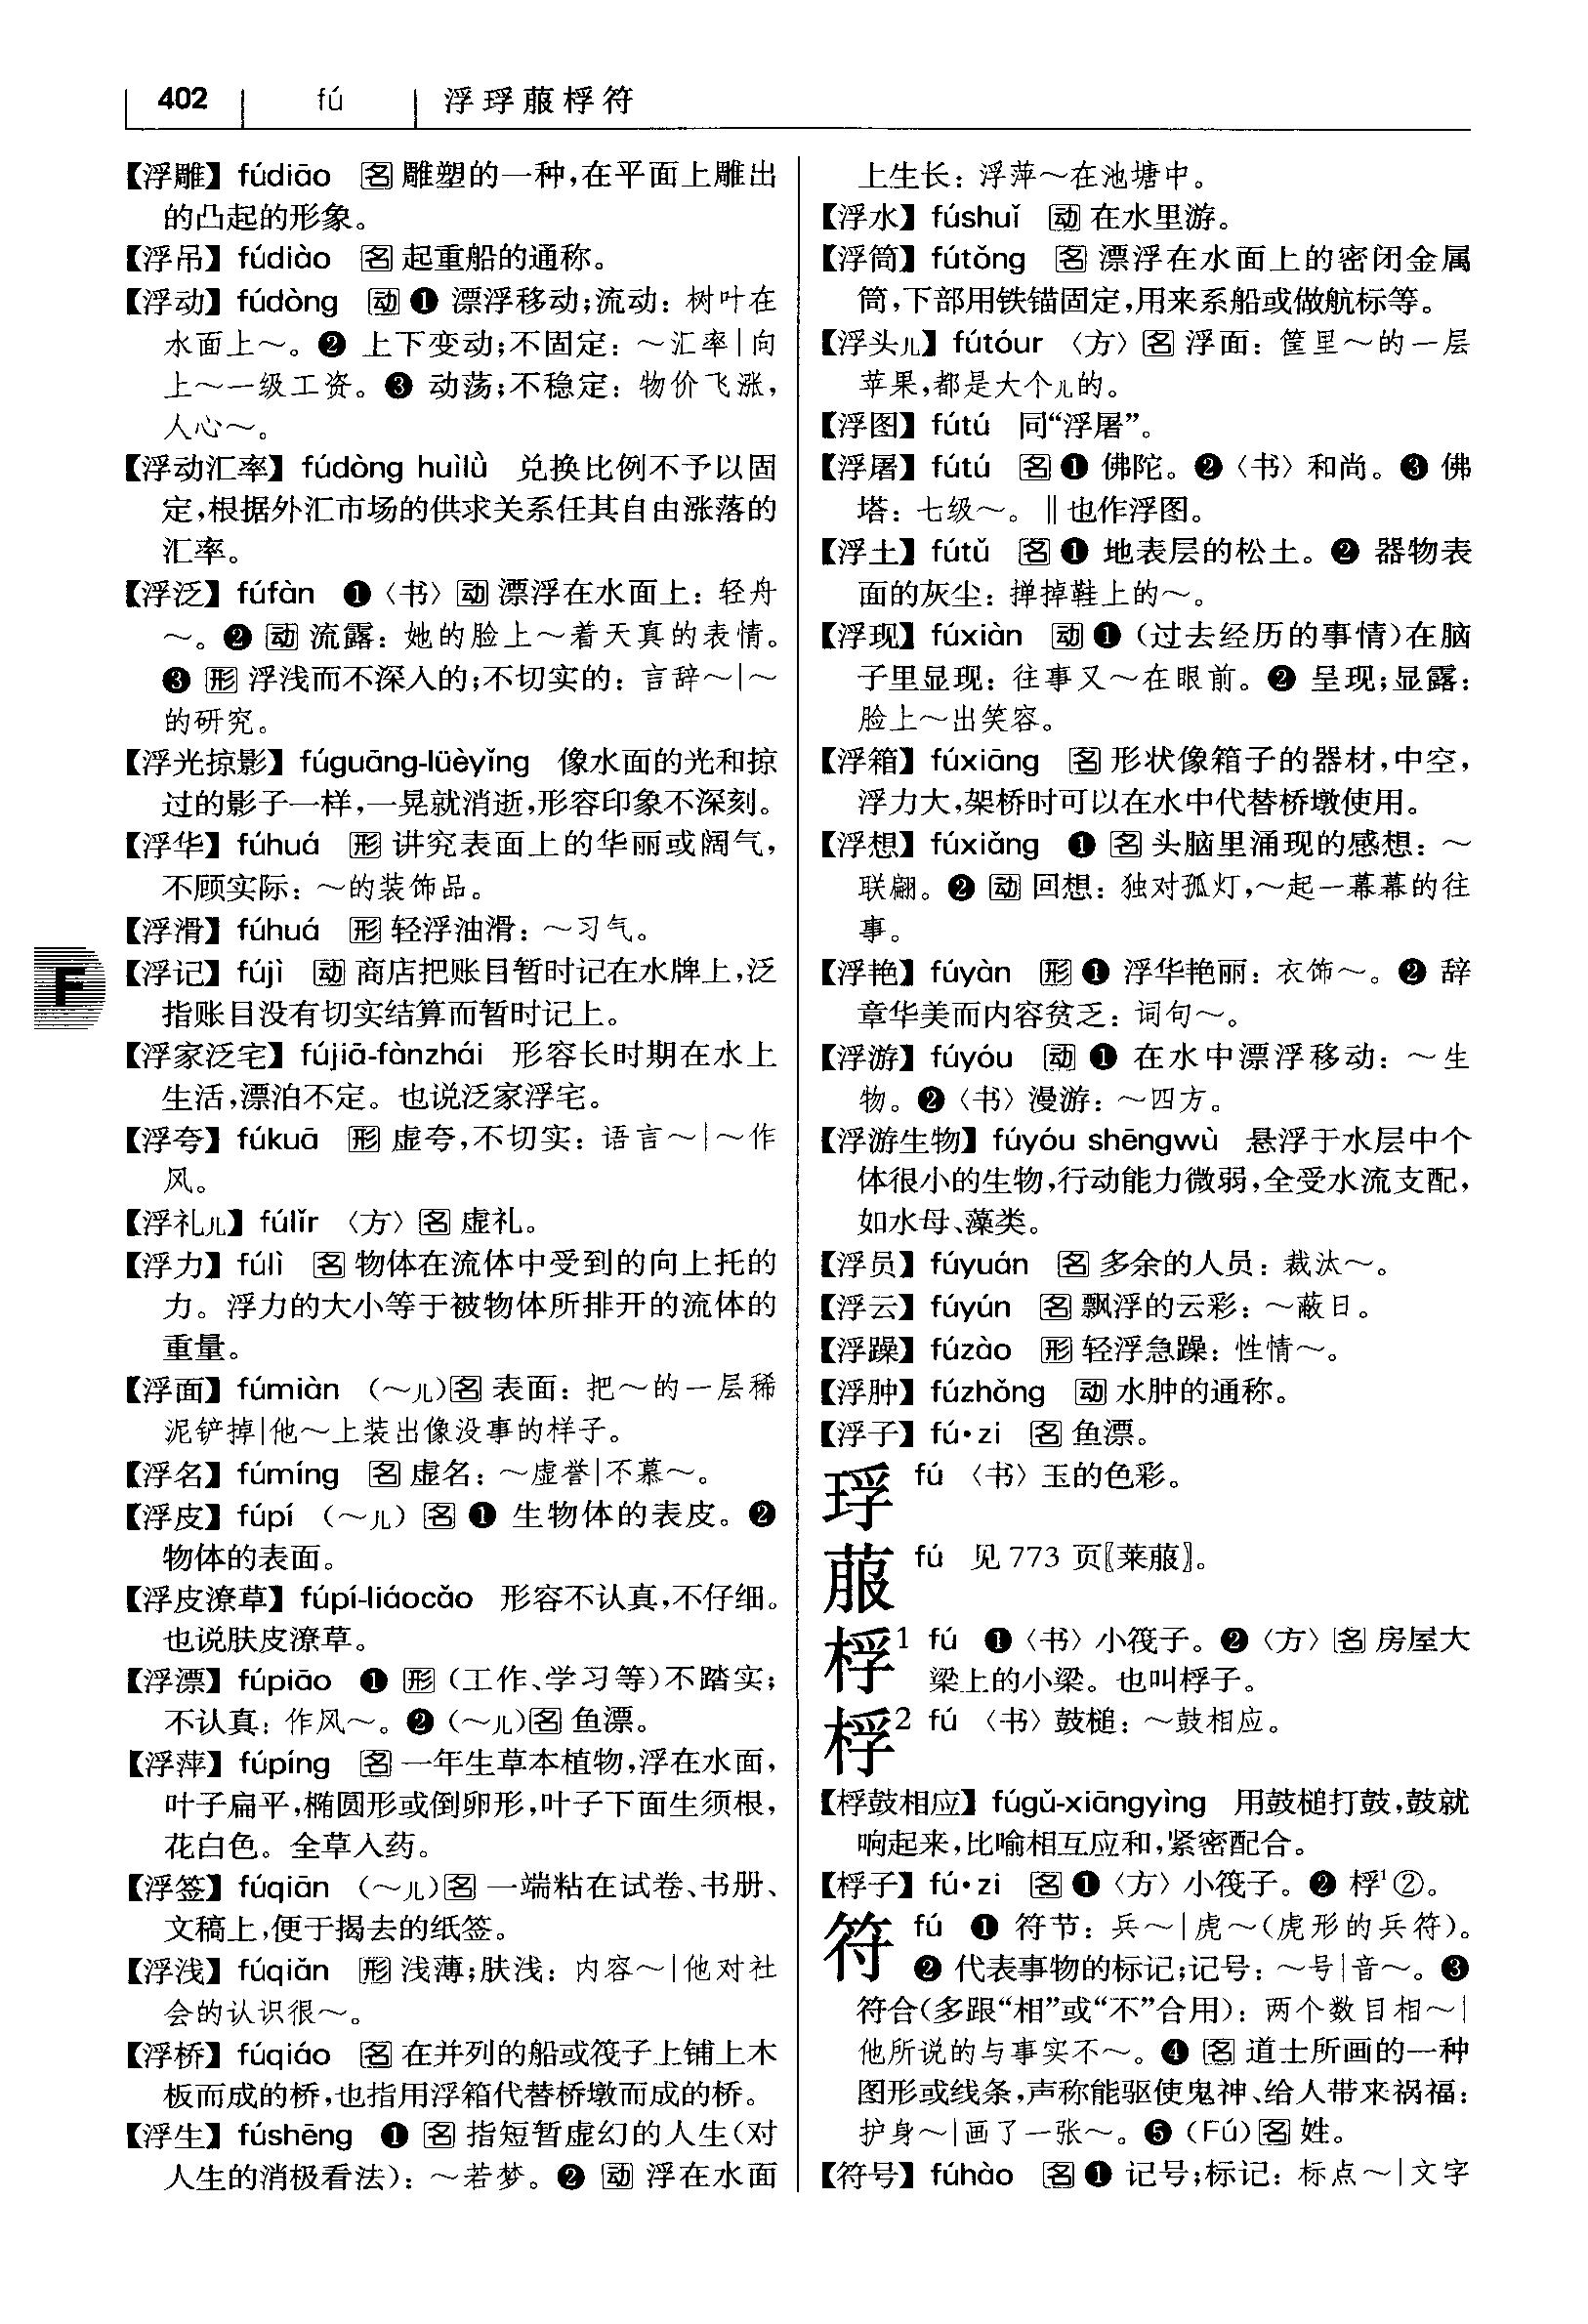 402 fú 浮琈菔桴符
【浮雕】 fúdiāo 名 雕塑的一种，在平面上雕出
的凸起的形象。
【浮吊】 fúdiào 名 起重船的通称。
【浮动】 fúdòng 动 ❶ 漂浮移动；流动：树叶在
水面上～。❷ 上下变动；不固定：～汇率|向
上～一级工资。❸ 动荡；不稳定：物价飞涨，
人心～。
【浮动汇率】 fúdòng huìlǜ 兑换比例不予以固
定，根据外汇市场的供求关系任其自由涨落的
汇率。
【浮泛】 fúfàn ❶〈书〉动 漂浮在水面上：轻舟
～。❷ 动 流露：她的脸上～着天真的表情。
❸ 形 浮浅而不深入的；不切实的：言辞～|～
的研究。
【浮光掠影】 fúguāng-lüèyǐng 像水面的光和掠
过的影子一样，一晃就消逝，形容印象不深刻。
【浮华】 fúhuá 形 讲究表面上的华丽或阔气，
不顾实际：～的装饰品。
【浮滑】 fúhuá 形 轻浮油滑：～习气。
【浮记】 fújì 动 商店把账目暂时记在水牌上，泛
指账目没有切实结算而暂时记上。
【浮家泛宅】 fújiā-fànzhái 形容长时期在水上
生活，漂泊不定。也说泛家浮宅。
【浮夸】 fúkuā 形 虚夸，不切实：语言～|～作
风。
【浮礼儿】 fúlǐr 〈方〉名 虚礼。
【浮力】 fúlì 名 物体在流体中受到的向上托的
力。浮力的大小等于被物体所排开的流体的
重量。
【浮面】 fúmiàn （～儿）名 表面：把～的一层稀
泥铲掉|他～上装出像没事的样子。
【浮名】 fúmíng 名 虚名：～虚誉|不慕～。
【浮皮】 fúpí （～儿）名 ❶ 生物体的表皮。❷
物体的表面。
【浮皮潦草】 fúpí-liáocǎo 形容不认真，不仔细。
也说肤皮潦草。
【浮漂】 fúpiāo ❶ 形 （工作、学习等）不踏实；
不认真：作风～。❷（～儿）名 鱼漂。
【浮萍】 fúpíng 名 一年生草本植物，浮在水面，
叶子扁平，椭圆形或倒卵形，叶子下面生须根，
花白色。全草入药。
【浮签】 fúqiān （～儿）名 一端粘在试卷、书册、
文稿上，便于揭去的纸签。
【浮浅】 fúqiǎn 形 浅薄；肤浅：内容～|他对社
会的认识很～。
【浮桥】 fúqiáo 名 在并列的船或筏子上铺上木
板而成的桥，也指用浮箱代替桥墩而成的桥。
【浮生】 fúshēng ❶ 名 指短暂虚幻的人生（对
人生的消极看法）：～若梦。❷ 动 浮在水面
上生长：浮萍～在池塘中。
【浮水】 fúshuǐ 动 在水里游。
【浮筒】 fútǒng 名 漂浮在水面上的密闭金属
筒，下部用铁锚固定，用来系船或做航标等。
【浮头儿】 fútóur 〈方〉名 浮面：筐里～的一层
苹果，都是大个儿的。
【浮图】 fútú 同“浮屠”。
【浮屠】 fútú 名 ❶ 佛陀。❷〈书〉和尚。❸ 佛
塔：七级～。‖也作浮图。
【浮土】 fútǔ 名 ❶ 地表层的松土。❷ 器物表
面的灰尘：掸掉鞋上的～。
【浮现】 fúxiàn 动 ❶（过去经历的事情）在脑
子里显现：往事又～在眼前。❷ 呈现；显露：
脸上～出笑容。
【浮箱】 fúxiāng 名 形状像箱子的器材，中空，
浮力大，架桥时可以在水中代替桥墩使用。
【浮想】 fúxiǎng ❶ 名 头脑里涌现的感想：～
联翩。❷ 动 回想：独对孤灯，～起一幕幕的往
事。
【浮艳】 fúyàn 形 ❶ 浮华艳丽：衣饰～。❷ 辞
章华美而内容贫乏：词句～。
【浮游】 fúyóu 动 ❶ 在水中漂浮移动：～生
物。❷〈书〉漫游：～四方。
【浮游生物】 fúyóu shēngwù 悬浮于水层中个
体很小的生物，行动能力微弱，全受水流支配，
如水母、藻类。
【浮员】 fúyuán 名 多余的人员：裁汰～。
【浮云】 fúyún 名 飘浮的云彩：～蔽日。
【浮躁】 fúzào 形 轻浮急躁：性情～。
【浮肿】 fúzhǒng 动 水肿的通称。
【浮子】 fú•zi 名 鱼漂。
琈 fú 〈书〉玉的色彩。
菔 fú 见773页〖莱菔〗。
桴1 fú ❶〈书〉小筏子。❷〈方〉名 房屋大
梁上的小梁。也叫桴子。
桴2 fú 〈书〉鼓槌：～鼓相应。
【桴鼓相应】 fúgǔ-xiāngyìng 用鼓槌打鼓，鼓就
响起来，比喻相互应和，紧密配合。
【桴子】 fú•zi 名 ❶〈方〉小筏子。❷ 桴¹②。
符 fú ❶ 符节：兵～|虎～（虎形的兵符）。
❷ 代表事物的标记；记号：～号|音～。❸
符合（多跟“相”或“不”合用）：两个数目相～|
他所说的与事实不～。❹ 名 道士所画的一种
图形或线条，声称能驱使鬼神、给人带来祸福：
护身～|画了一张～。❺（Fú）名 姓。
【符号】 fúhào 名 ❶ 记号；标记：标点～|文字
F